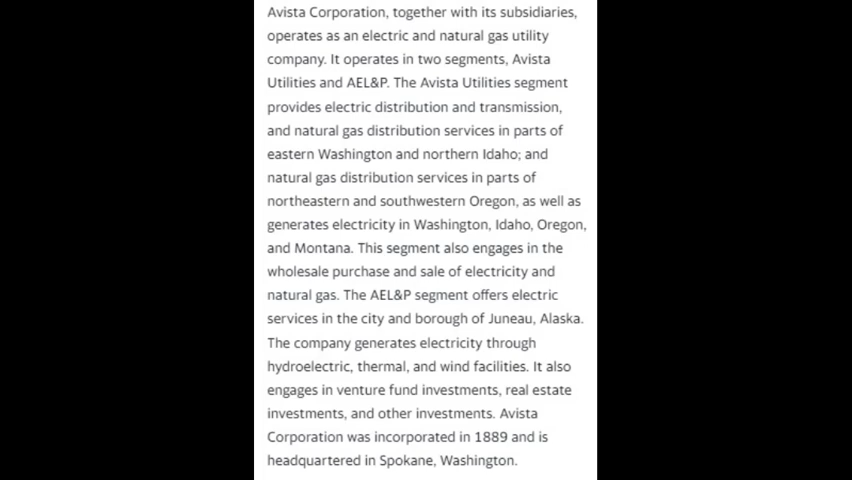 Avista Corporation, together with its subsidiaries,
operates as an electric and natural gas utility
company. It operates in two segments, Avista
Utilities and AEL&P. The Avista Utilities segment
provides electric distribution and transmission,
and natural gas distribution services in parts of
eastern Washington and northern Idaho; and
natural gas distribution services in parts of
northeastern and southwestern Oregon, as well as
generates electricity in Washington, Idaho, Oregon,
and Montana. This segment also engages in the
wholesale purchase and sale of electricity and
natural gas. The AEL&P segment offers electric
services in the city and borough of Juneau, Alaska.
The company generates electricity through
hydroelectric, thermal, and wind facilities. It also
engages in venture fund investments, real estate
investments, and other investments. Avista
Corporation was incorporated in 1889 and is
headquartered in Spokane, Washington.